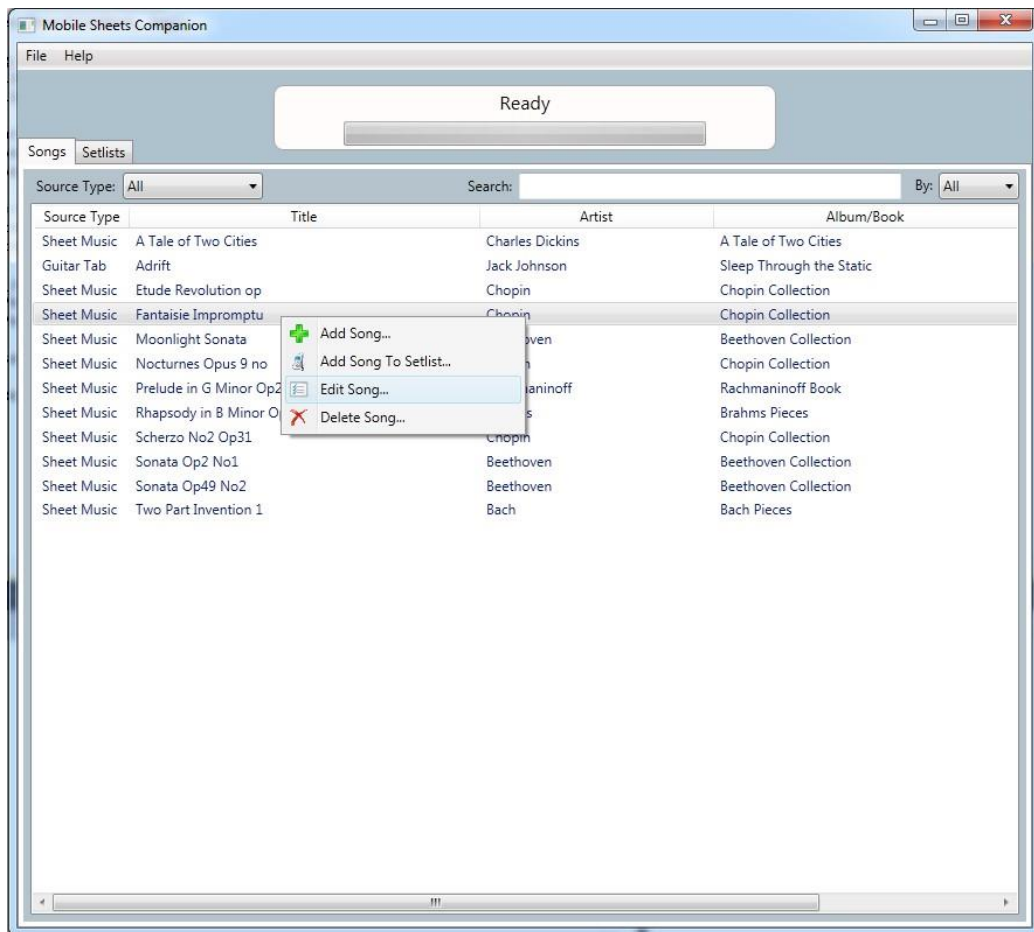 Mobile Sheets Companion
File Help
Ready
Songs Setlists
Source Type: All Search: By: All
Source Type Title Artist Album/Book
Sheet Music A Tale of Two Cities Charles Dickins A Tale of Two Cities
Guitar Tab Adrift Jack Johnson Sleep Through the Static
Sheet Music Etude Revolution op Chopin Chopin Collection
Sheet Music Fantaisie Impromptu Chopin Chopin Collection
Add Song...
Sheet Music Moonlight Sonata Beethoven Collection
Add Song To Setlist...
Sheet Music Nocturnes Opus 9 no Chopin Collection
Edit Song...
Sheet Music Prelude in G Minor Op2 Rachmaninoff Book
Delete Song...
Sheet Music Rhapsody in B Minor Brahms Pieces
Sheet Music Scherzo No2 Op31 Chopin Chopin Collection
Sheet Music Sonata Op2 No1 Beethoven Beethoven Collection
Sheet Music Sonata Op49 No2 Beethoven Beethoven Collection
Sheet Music Two Part Invention 1 Bach Bach Pieces